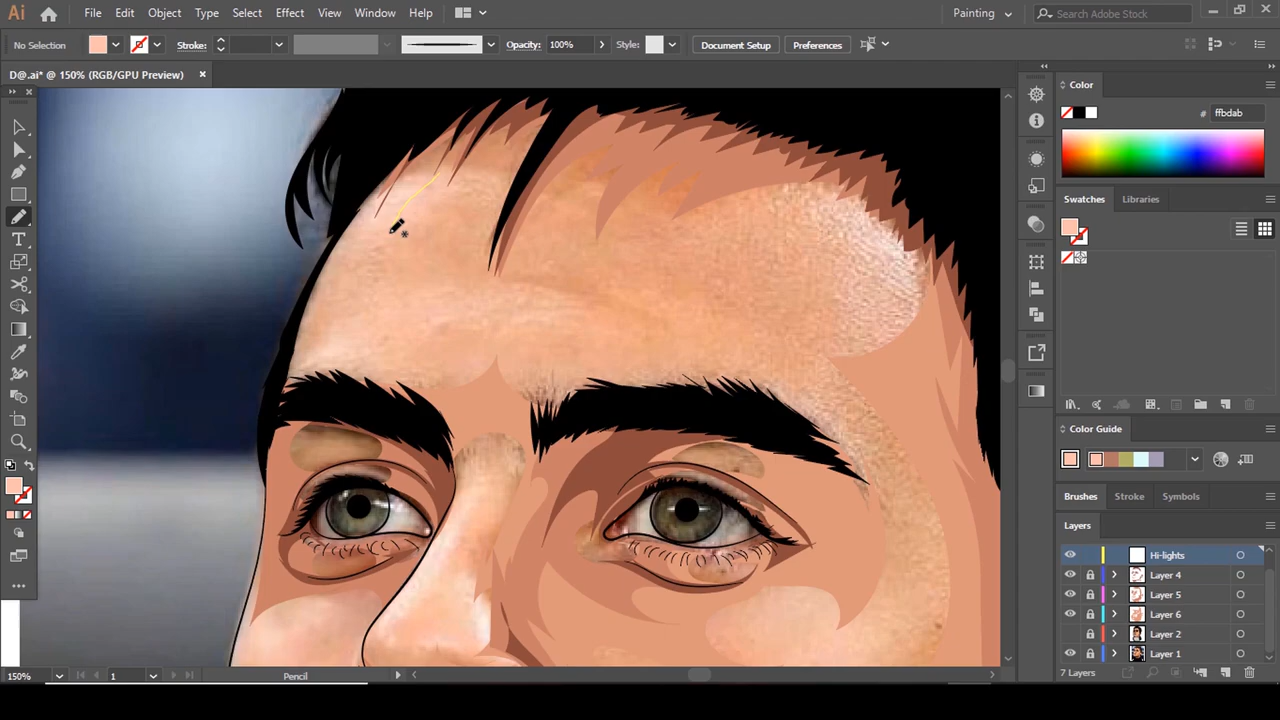 Ai File Edit Object Type Select Effect View Window Help Painting Search Adobe Stock
No Selection Stroke: Opacity: 100% Style: Document Setup Preferences
D@.ai* @ 150% (RGB/GPU Preview)
Color
# ffbdab
Swatches Libraries
Color Guide
Brushes Stroke Symbols
Layers
Hi-lights
Layer 4
Layer 5
Layer 6
Layer 2
Layer 1
7 Layers
150% 1 Pencil